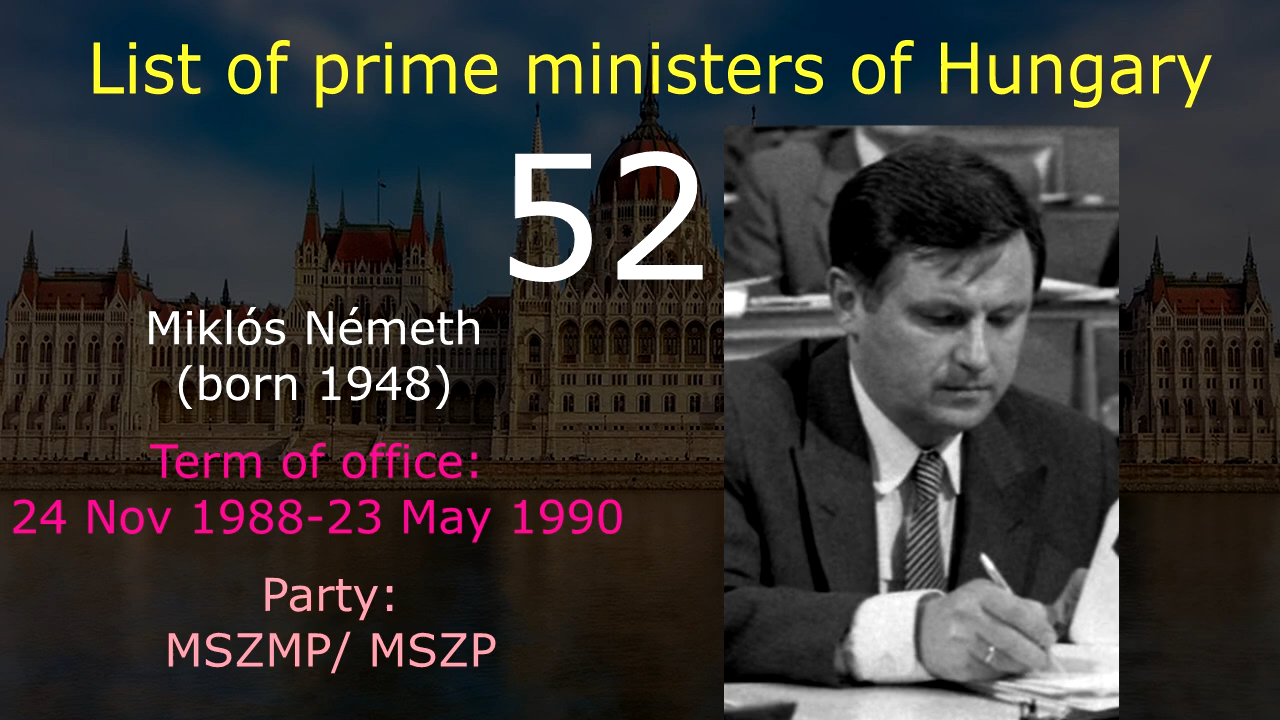 List of prime ministers of Hungary
52
Miklós Németh
(born 1948)
Term of office:
24 Nov 1988-23 May 1990
Party:
MSZMP/ MSZP